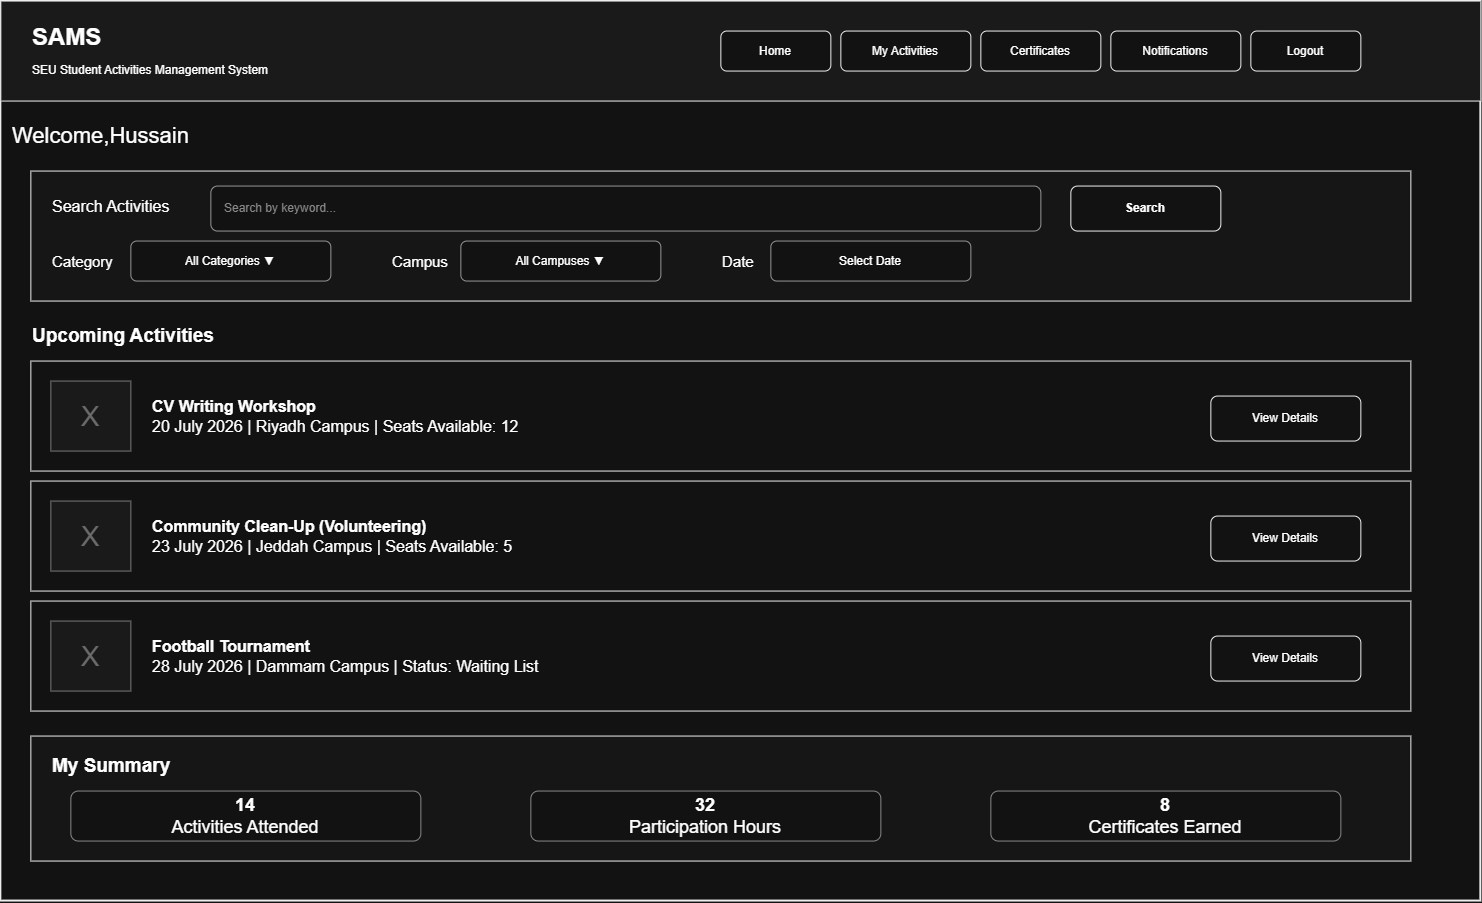 SAMS
SEU Student Activities Management System
Home
My Activities
Certificates
Notifications
Logout
Welcome,Hussain
Search Activities
Search by keyword...
Search
Category
All Categories ▼
Campus
All Campuses ▼
Date
Select Date
Upcoming Activities
X
CV Writing Workshop
20 July 2026 | Riyadh Campus | Seats Available: 12
View Details
X
Community Clean-Up (Volunteering)
23 July 2026 | Jeddah Campus | Seats Available: 5
View Details
X
Football Tournament
28 July 2026 | Dammam Campus | Status: Waiting List
View Details
My Summary
14
Activities Attended
32
Participation Hours
8
Certificates Earned